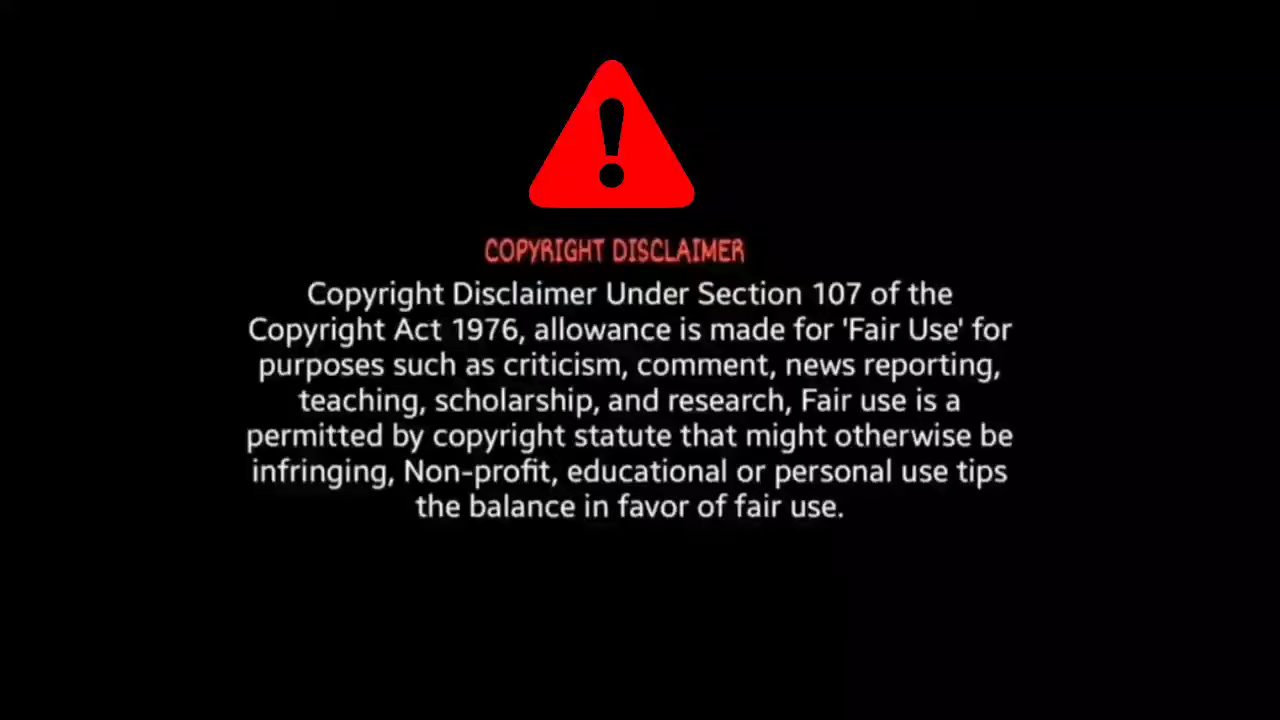 COPYRIGHT DISCLAIMER
Copyright Disclaimer Under Section 107 of the
Copyright Act 1976, allowance is made for 'Fair Use' for
purposes such as criticism, comment, news reporting,
teaching, scholarship, and research, Fair use is a
permitted by copyright statute that might otherwise be
infringing, Non-profit, educational or personal use tips
the balance in favor of fair use.